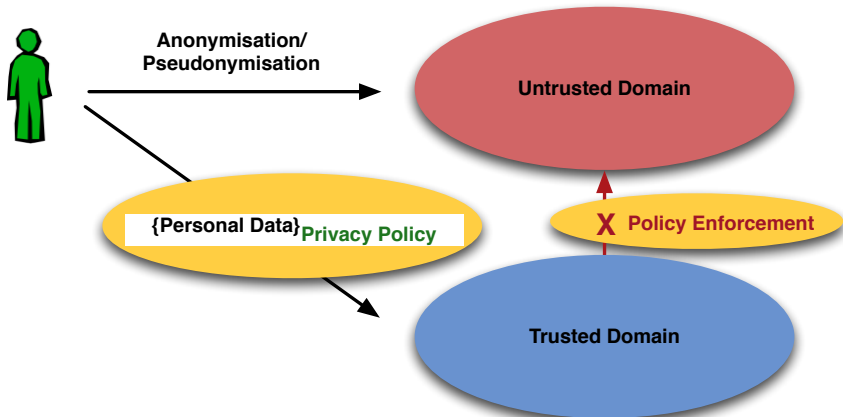 Anonymisation/
Pseudonymisation
Untrusted Domain
{Personal Data}Privacy Policy
X Policy Enforcement
Trusted Domain